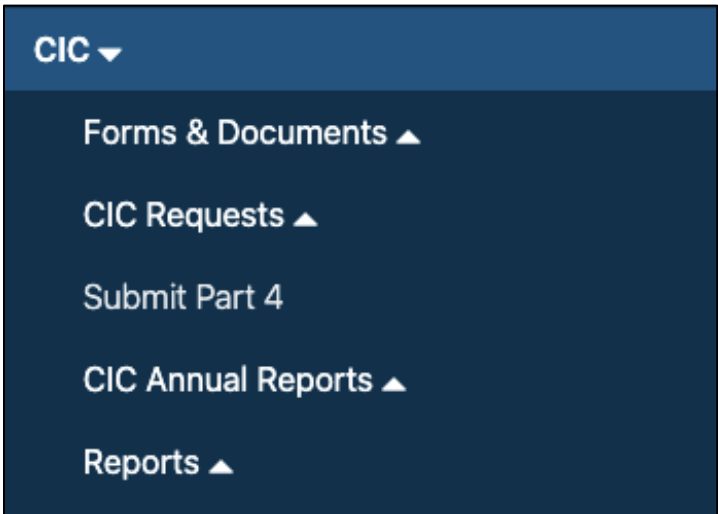 CIC
Forms & Documents
CIC Requests
Submit Part 4
CIC Annual Reports
Reports